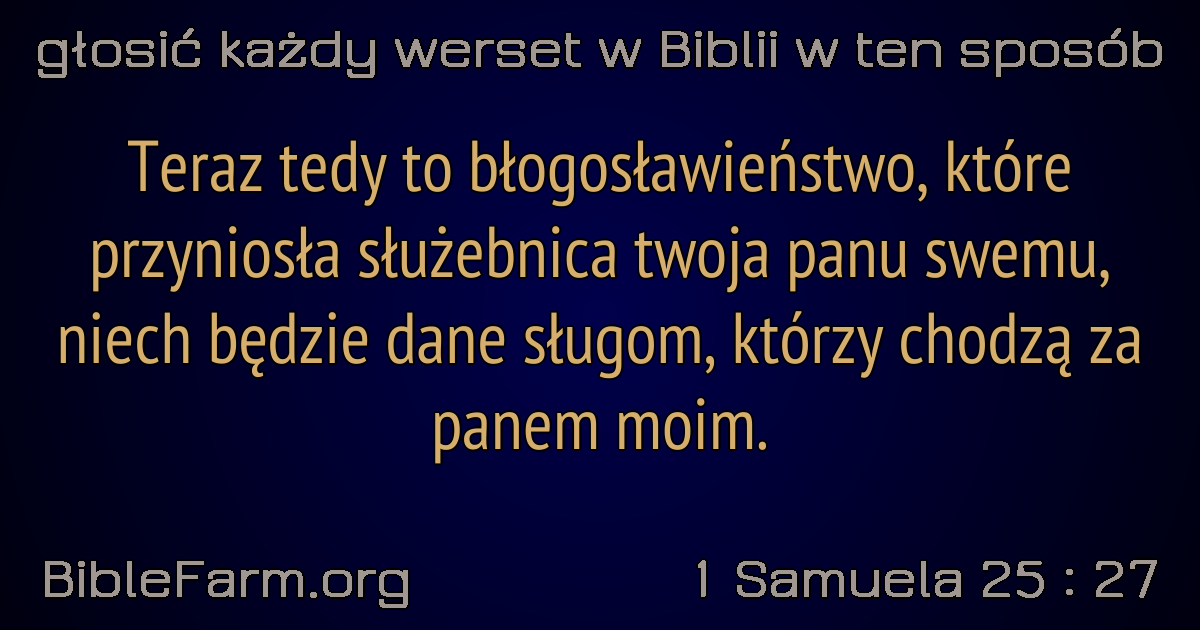 głosić każdy werset w Biblii w ten sposób
Teraz tedy to błogosławieństwo, które
przyniosła służebnica twoja panu swemu,
niech będzie dane sługom, którzy chodzą za
panem moim.
BibleFarm.org
1 Samuela 25 : 27